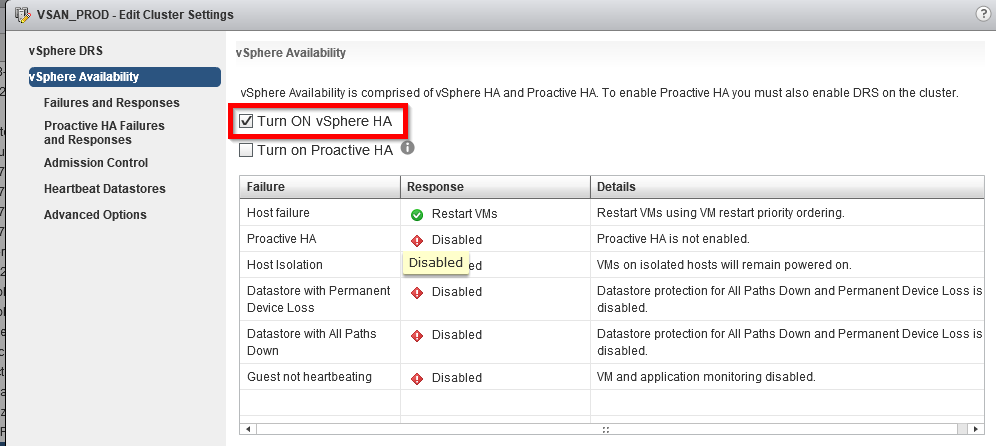 VSAN_PROD - Edit Cluster Settings
?
vSphere DRS
vSphere Availability
Failures and Responses
Proactive HA Failures
and Responses
Admission Control
Heartbeat Datastores
Advanced Options
vSphere Availability
vSphere Availability is comprised of vSphere HA and Proactive HA. To enable Proactive HA you must also enable DRS on the cluster.
Turn ON vSphere HA
Turn on Proactive HA
Failure Response Details
Host failure Restart VMs Restart VMs using VM restart priority ordering.
Proactive HA Disabled Proactive HA is not enabled.
Disabled
Host Isolation ed VMs on isolated hosts will remain powered on.
Datastore with Permanent Disabled Datastore protection for All Paths Down and Permanent Device Loss is
Device Loss disabled.
Datastore with All Paths Disabled Datastore protection for All Paths Down and Permanent Device Loss is
Down disabled.
Guest not heartbeating Disabled VM and application monitoring disabled.